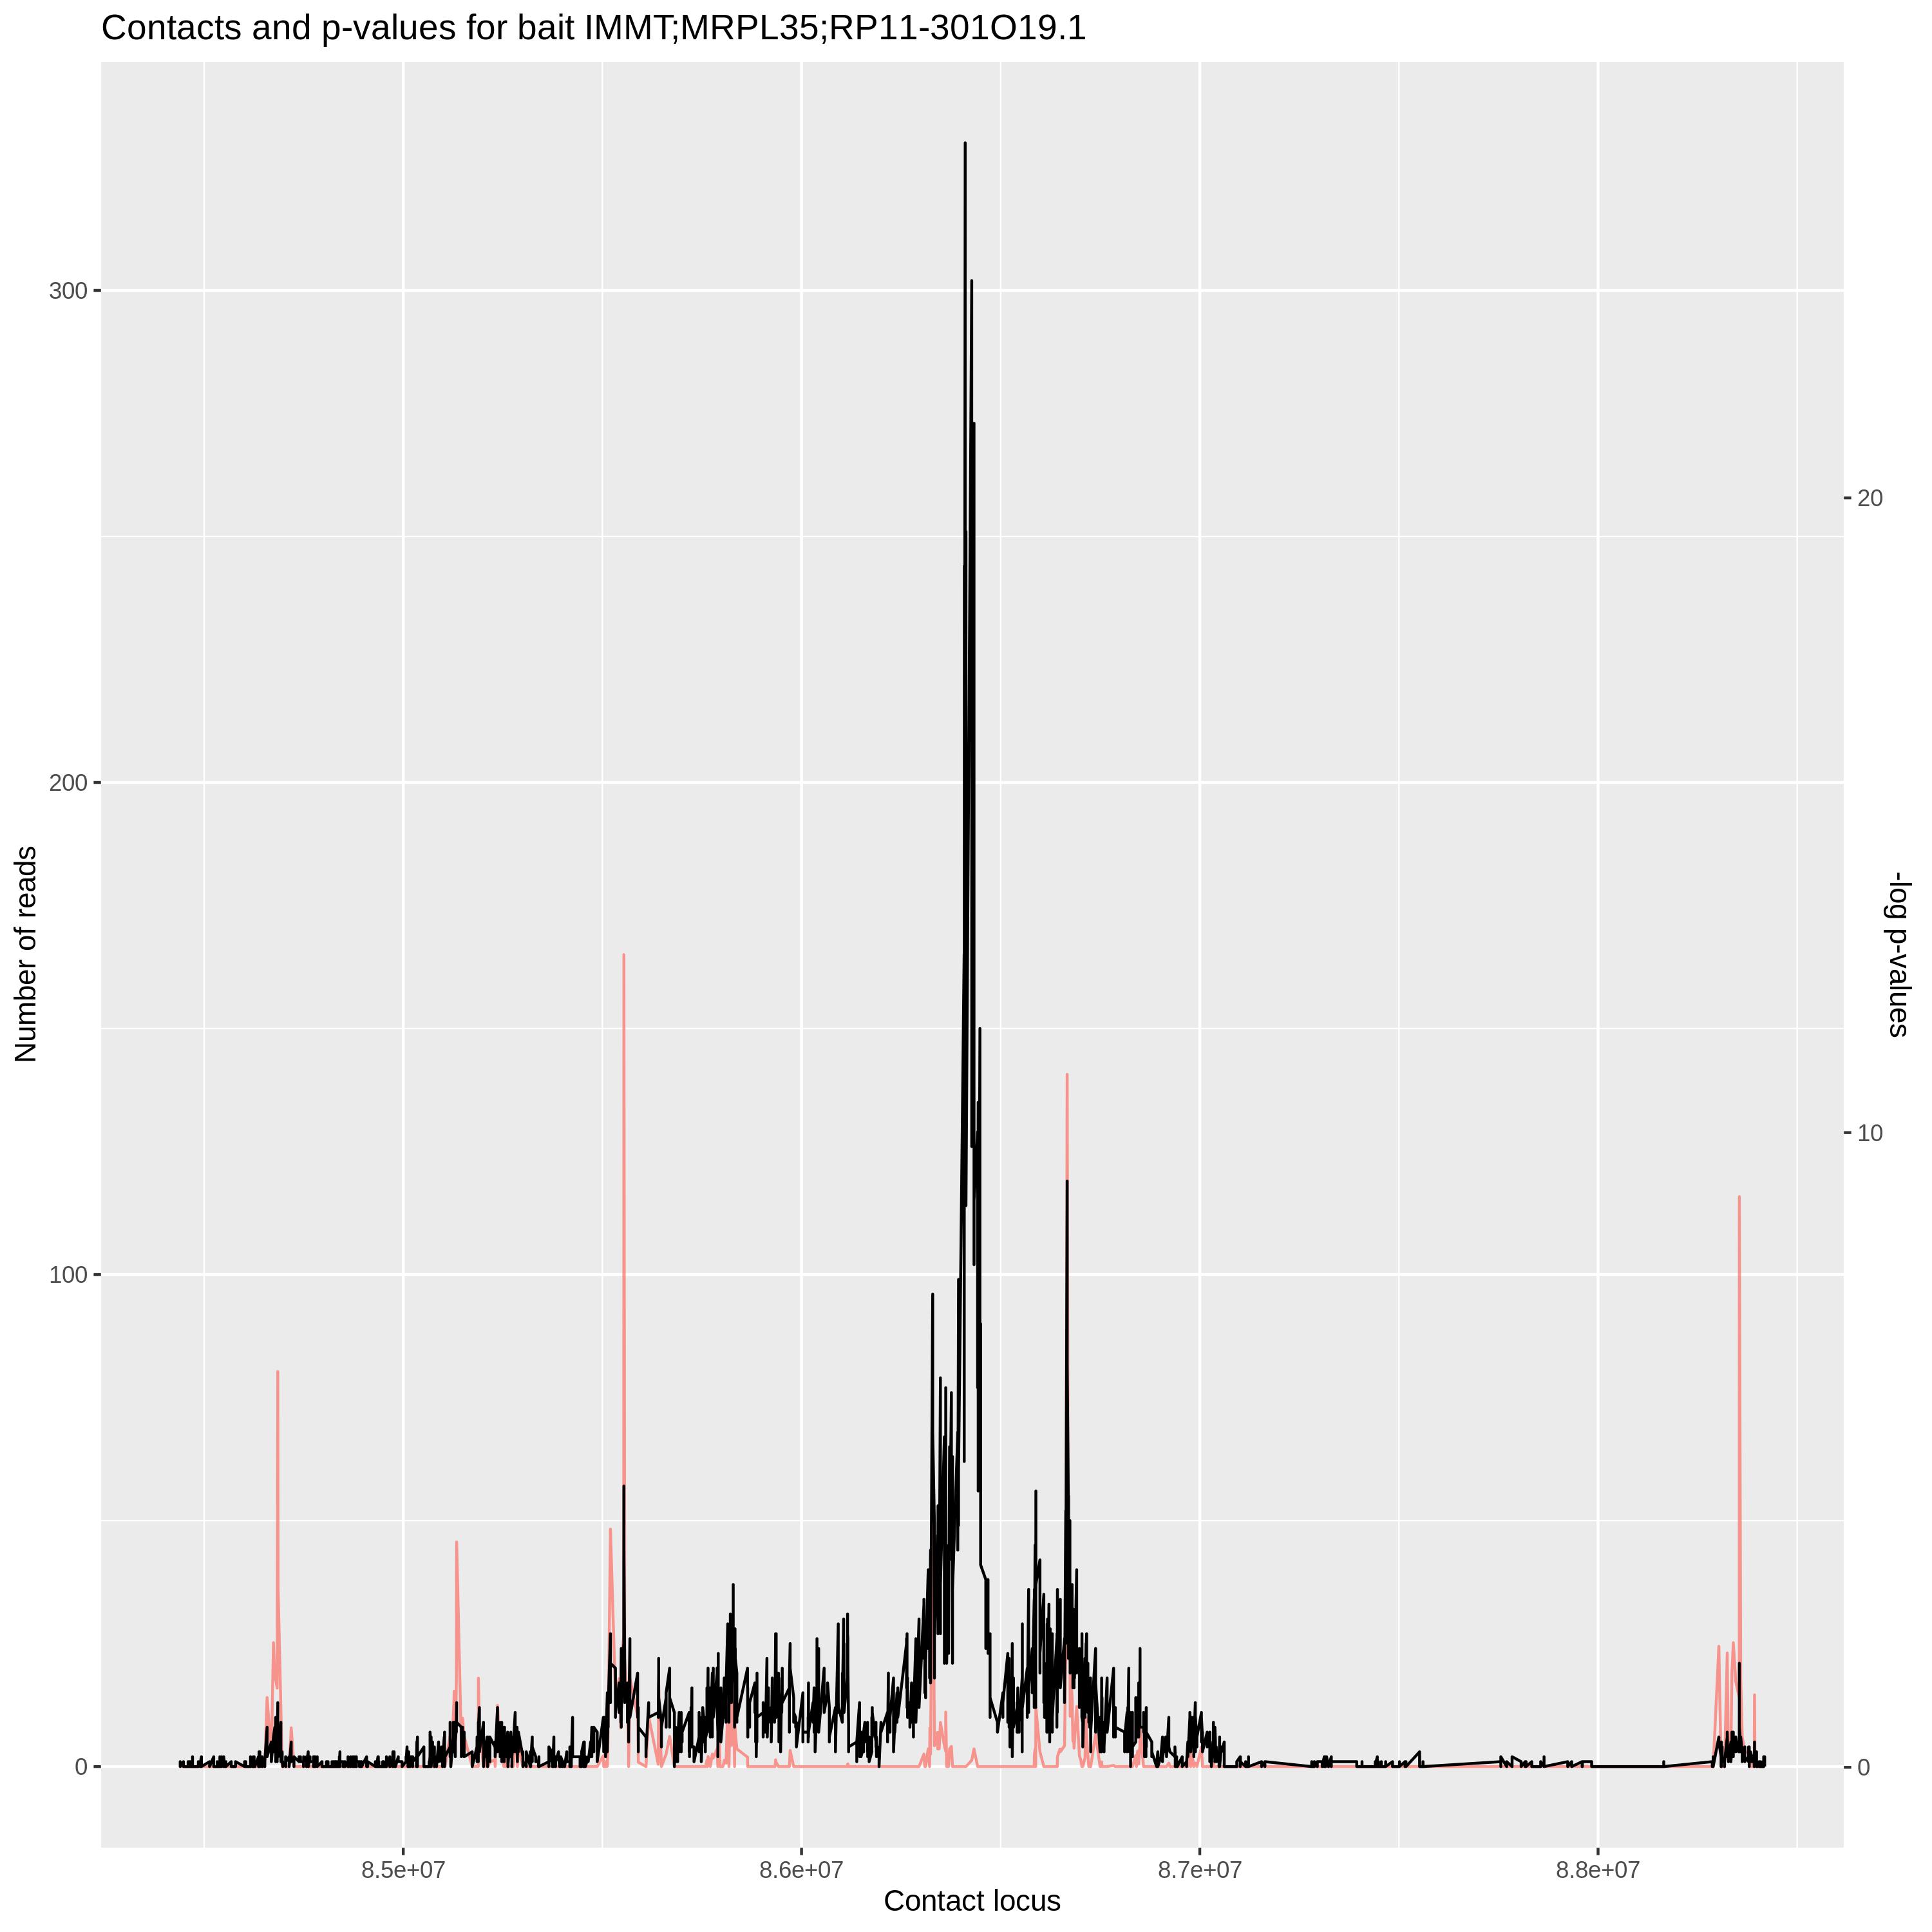 Contacts and p-values for bait IMMT;MRPL35;RP11-301O19.1
300
200
100
0
Number of reads
20
10
0
-log p-values
8.5e+07
8.6e+07
8.7e+07
8.8e+07
Contact locus